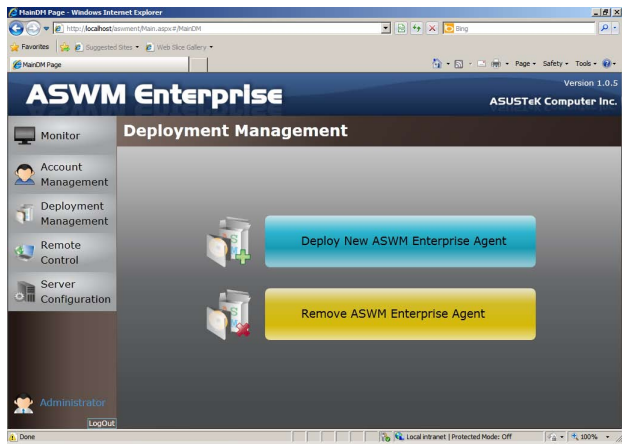 MainDM Page - Windows Internet Explorer
http://localhost/aswment/Main.aspx#/MainDM
Bing
Favorites
Suggested Sites
Web Slice Gallery
MainDM Page
Page
Safety
Tools
ASWM Enterprise
Version 1.0.5
ASUSTeK Computer Inc.
Monitor
Deployment Management
Account
Management
Deployment
Management
Deploy New ASWM Enterprise Agent
Remote
Control
Server
Configuration
Remove ASWM Enterprise Agent
Administrator
LogOut
Done
Local intranet | Protected Mode: Off
100%